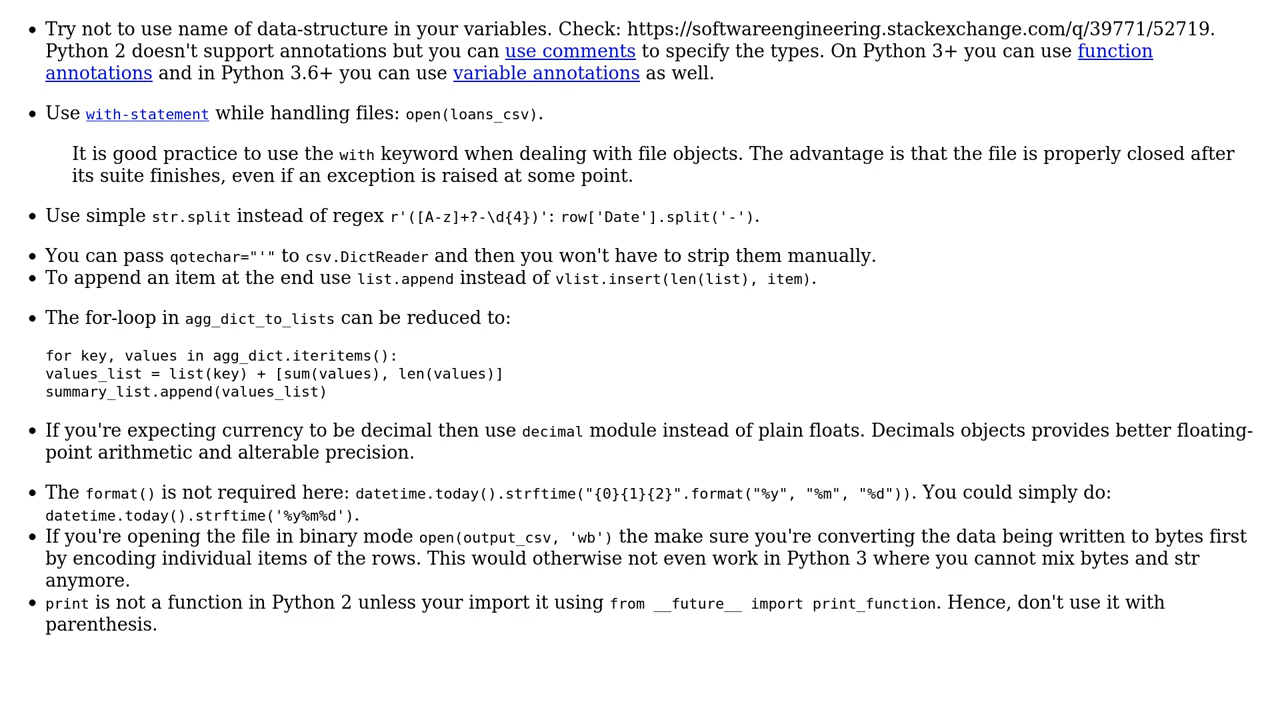 Try not to use name of data-structure in your variables. Check: https://softwareengineering.stackexchange.com/q/39771/52719.
Python 2 doesn't support annotations but you can use comments to specify the types. On Python 3+ you can use function
annotations and in Python 3.6+ you can use variable annotations as well.
Use with-statement while handling files: open(loans_csv).
It is good practice to use the with keyword when dealing with file objects. The advantage is that the file is properly closed after
its suite finishes, even if an exception is raised at some point.
Use simple str.split instead of regex r'([A-z]+?-\d{4})': row['Date'].split('-').
You can pass qotechar="'" to csv.DictReader and then you won't have to strip them manually.
To append an item at the end use list.append instead of vlist.insert(len(list), item).
The for-loop in agg_dict_to_lists can be reduced to:
for key, values in agg_dict.iteritems():
values_list = list(key) + [sum(values), len(values)]
summary_list.append(values_list)
If you're expecting currency to be decimal then use decimal module instead of plain floats. Decimals objects provides better floating-
point arithmetic and alterable precision.
The format() is not required here: datetime.today().strftime("{0}{1}{2}".format("%y", "%m", "%d")). You could simply do:
datetime.today().strftime('%y%m%d').
If you're opening the file in binary mode open(output_csv, 'wb') the make sure you're converting the data being written to bytes first
by encoding individual items of the rows. This would otherwise not even work in Python 3 where you cannot mix bytes and str
anymore.
print is not a function in Python 2 unless your import it using from __future__ import print_function. Hence, don't use it with
parenthesis.